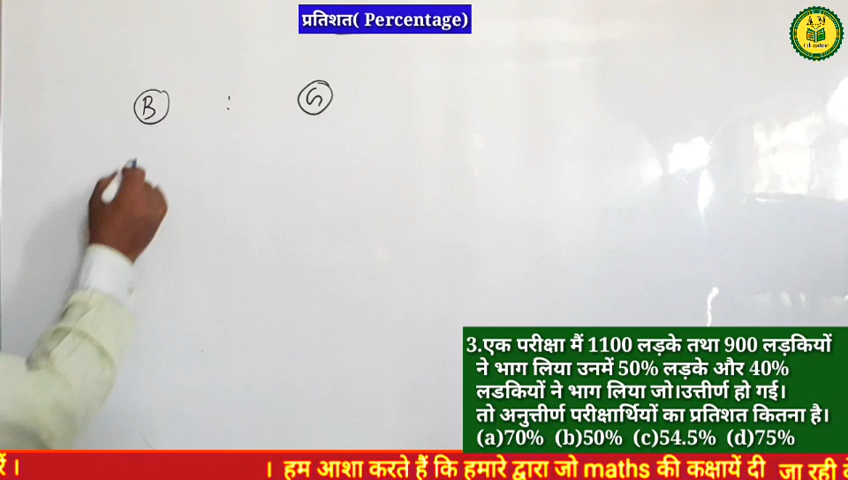 प्रतिशत( Percentage)
B : G
3.एक परीक्षा मैं 1100 लड़के तथा 900 लड़कियों
ने भाग लिया उनमें 50% लड़के और 40%
लडकियों ने भाग लिया जो।उत्तीर्ण हो गई।
तो अनुत्तीर्ण परीक्षार्थियों का प्रतिशत कितना है।
(a)70% (b)50% (c)54.5% (d)75%
रें । । हम आशा करते हैं कि हमारे द्वारा जो maths की कक्षायें दी जा रही